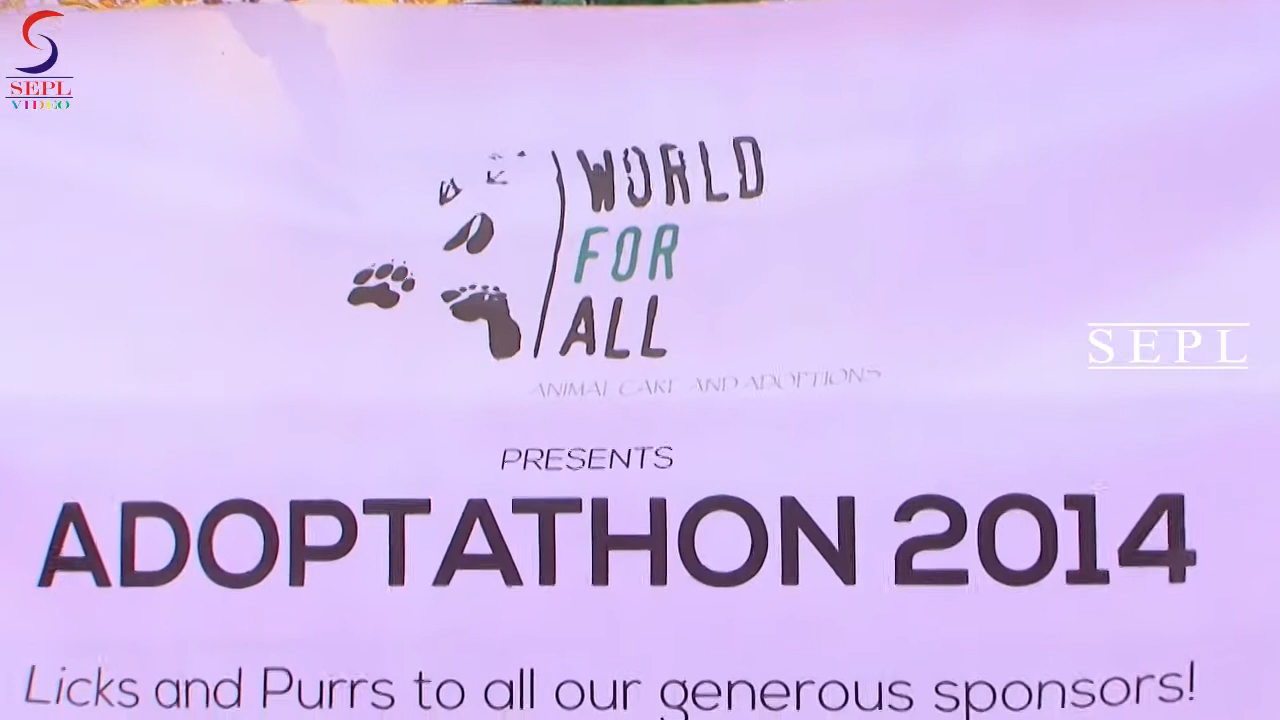 SEPL
VIDEO
WORLD
FOR
ALL
SEPL
ANIMAL CARE AND ADOPTIONS
PRESENTS
ADOPTATHON 2014
Licks and Purrs to all our generous sponsors!